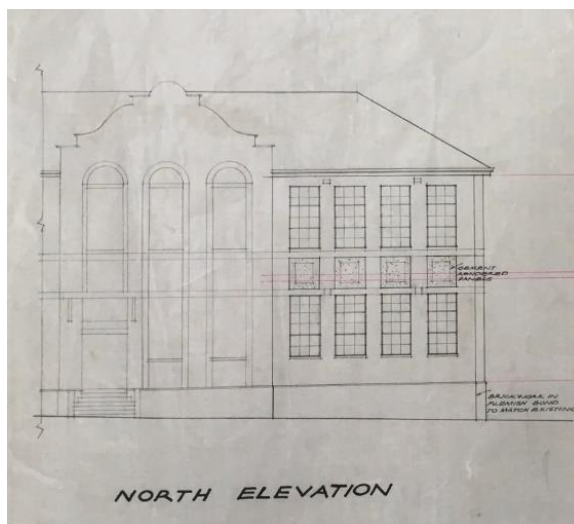 CEMENT
RENDERED
PANELS
BRICKWORK IN
FLEMISH BOND
TO MATCH EXISTING
NORTH ELEVATION